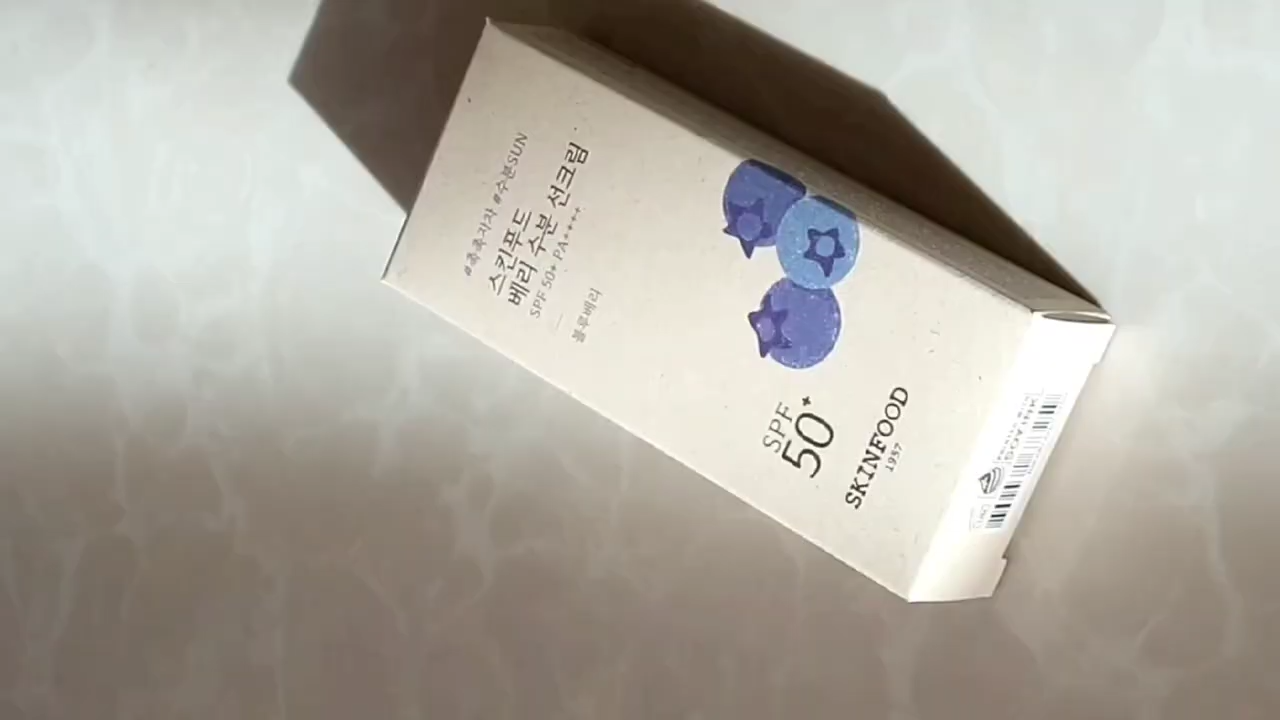 #촉촉지자 #수분SUN
스킨푸드
베리 수분 선크림
SPF 50+ PA++++
블루베리
SPF
50+
SKINFOOD
1957